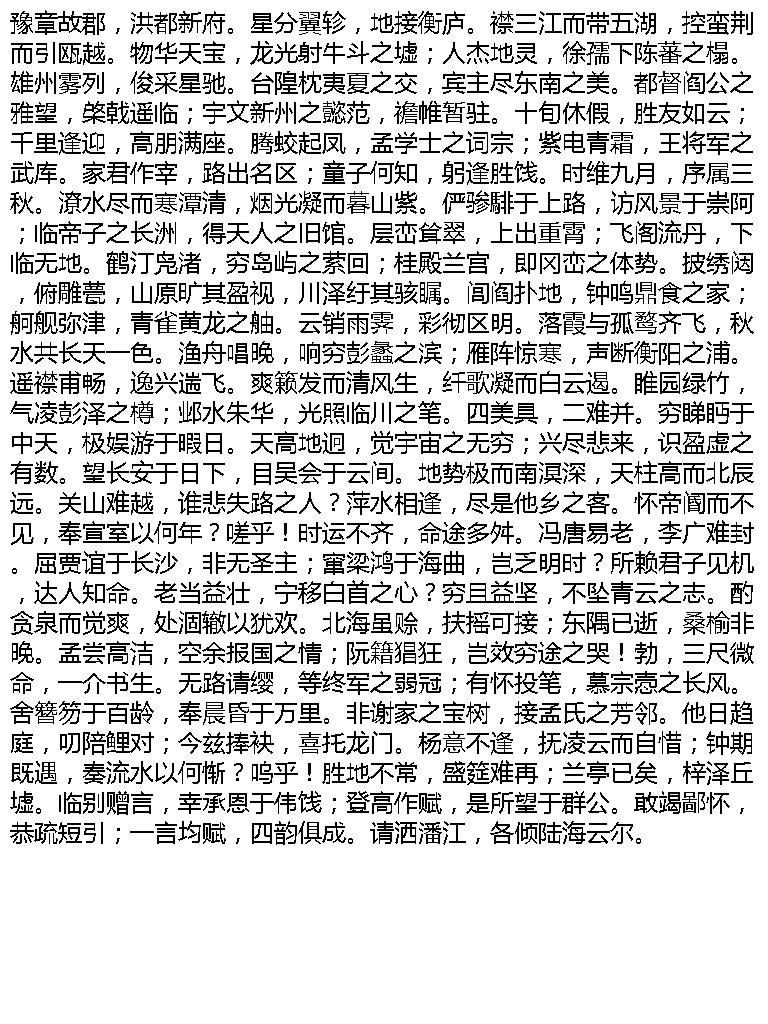 豫章故郡，洪都新府。星分翼轸，地接衡庐。襟三江而带五湖，控蛮荆
而引瓯越。物华天宝，龙光射牛斗之墟；人杰地灵，徐孺下陈蕃之榻。
雄州雾列，俊采星驰。台隍枕夷夏之交，宾主尽东南之美。都督阎公之
雅望，棨戟遥临；宇文新州之懿范，襜帷暂驻。十旬休假，胜友如云；
千里逢迎，高朋满座。腾蛟起凤，孟学士之词宗；紫电青霜，王将军之
武库。家君作宰，路出名区；童子何知，躬逢胜饯。时维九月，序属三
秋。潦水尽而寒潭清，烟光凝而暮山紫。俨骖騑于上路，访风景于崇阿
；临帝子之长洲，得天人之旧馆。层峦耸翠，上出重霄；飞阁流丹，下
临无地。鹤汀凫渚，穷岛屿之萦回；桂殿兰宫，即冈峦之体势。披绣闼
，俯雕甍，山原旷其盈视，川泽纡其骇瞩。闾阎扑地，钟鸣鼎食之家；
舸舰弥津，青雀黄龙之舳。云销雨霁，彩彻区明。落霞与孤鹜齐飞，秋
水共长天一色。渔舟唱晚，响穷彭蠡之滨；雁阵惊寒，声断衡阳之浦。
遥襟甫畅，逸兴遄飞。爽籁发而清风生，纤歌凝而白云遏。睢园绿竹，
气凌彭泽之樽；邺水朱华，光照临川之笔。四美具，二难并。穷睇眄于
中天，极娱游于暇日。天高地迥，觉宇宙之无穷；兴尽悲来，识盈虚之
有数。望长安于日下，目吴会于云间。地势极而南溟深，天柱高而北辰
远。关山难越，谁悲失路之人？萍水相逢，尽是他乡之客。怀帝阍而不
见，奉宣室以何年？嗟乎！时运不齐，命途多舛。冯唐易老，李广难封
。屈贾谊于长沙，非无圣主；窜梁鸿于海曲，岂乏明时？所赖君子见机
，达人知命。老当益壮，宁移白首之心？穷且益坚，不坠青云之志。酌
贪泉而觉爽，处涸辙以犹欢。北海虽赊，扶摇可接；东隅已逝，桑榆非
晚。孟尝高洁，空余报国之情；阮籍猖狂，岂效穷途之哭！勃，三尺微
命，一介书生。无路请缨，等终军之弱冠；有怀投笔，慕宗悫之长风。
舍簪笏于百龄，奉晨昏于万里。非谢家之宝树，接孟氏之芳邻。他日趋
庭，叨陪鲤对；今兹捧袂，喜托龙门。杨意不逢，抚凌云而自惜；钟期
既遇，奏流水以何惭？呜乎！胜地不常，盛筵难再；兰亭已矣，梓泽丘
墟。临别赠言，幸承恩于伟饯；登高作赋，是所望于群公。敢竭鄙怀，
恭疏短引；一言均赋，四韵俱成。请洒潘江，各倾陆海云尔。